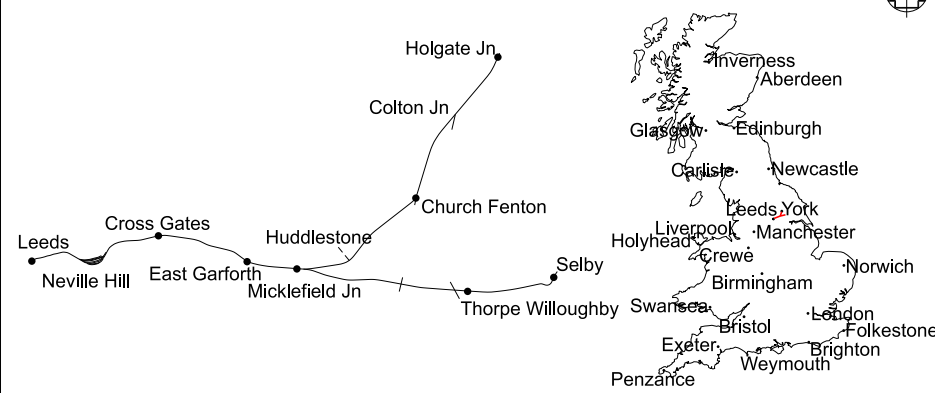 Holgate Jn
Colton Jn
Church Fenton
Cross Gates
Huddlestone
Leeds
East Garforth
Neville Hill
Micklefield Jn
Selby
Thorpe Willoughby
Inverness
Aberdeen
Glasgow
Edinburgh
Carlisle
Newcastle
Leeds York
Liverpool
Manchester
Holyhead
Crewe
Norwich
Birmingham
Swansea
London
Bristol
Folkestone
Exeter
Brighton
Weymouth
Penzance